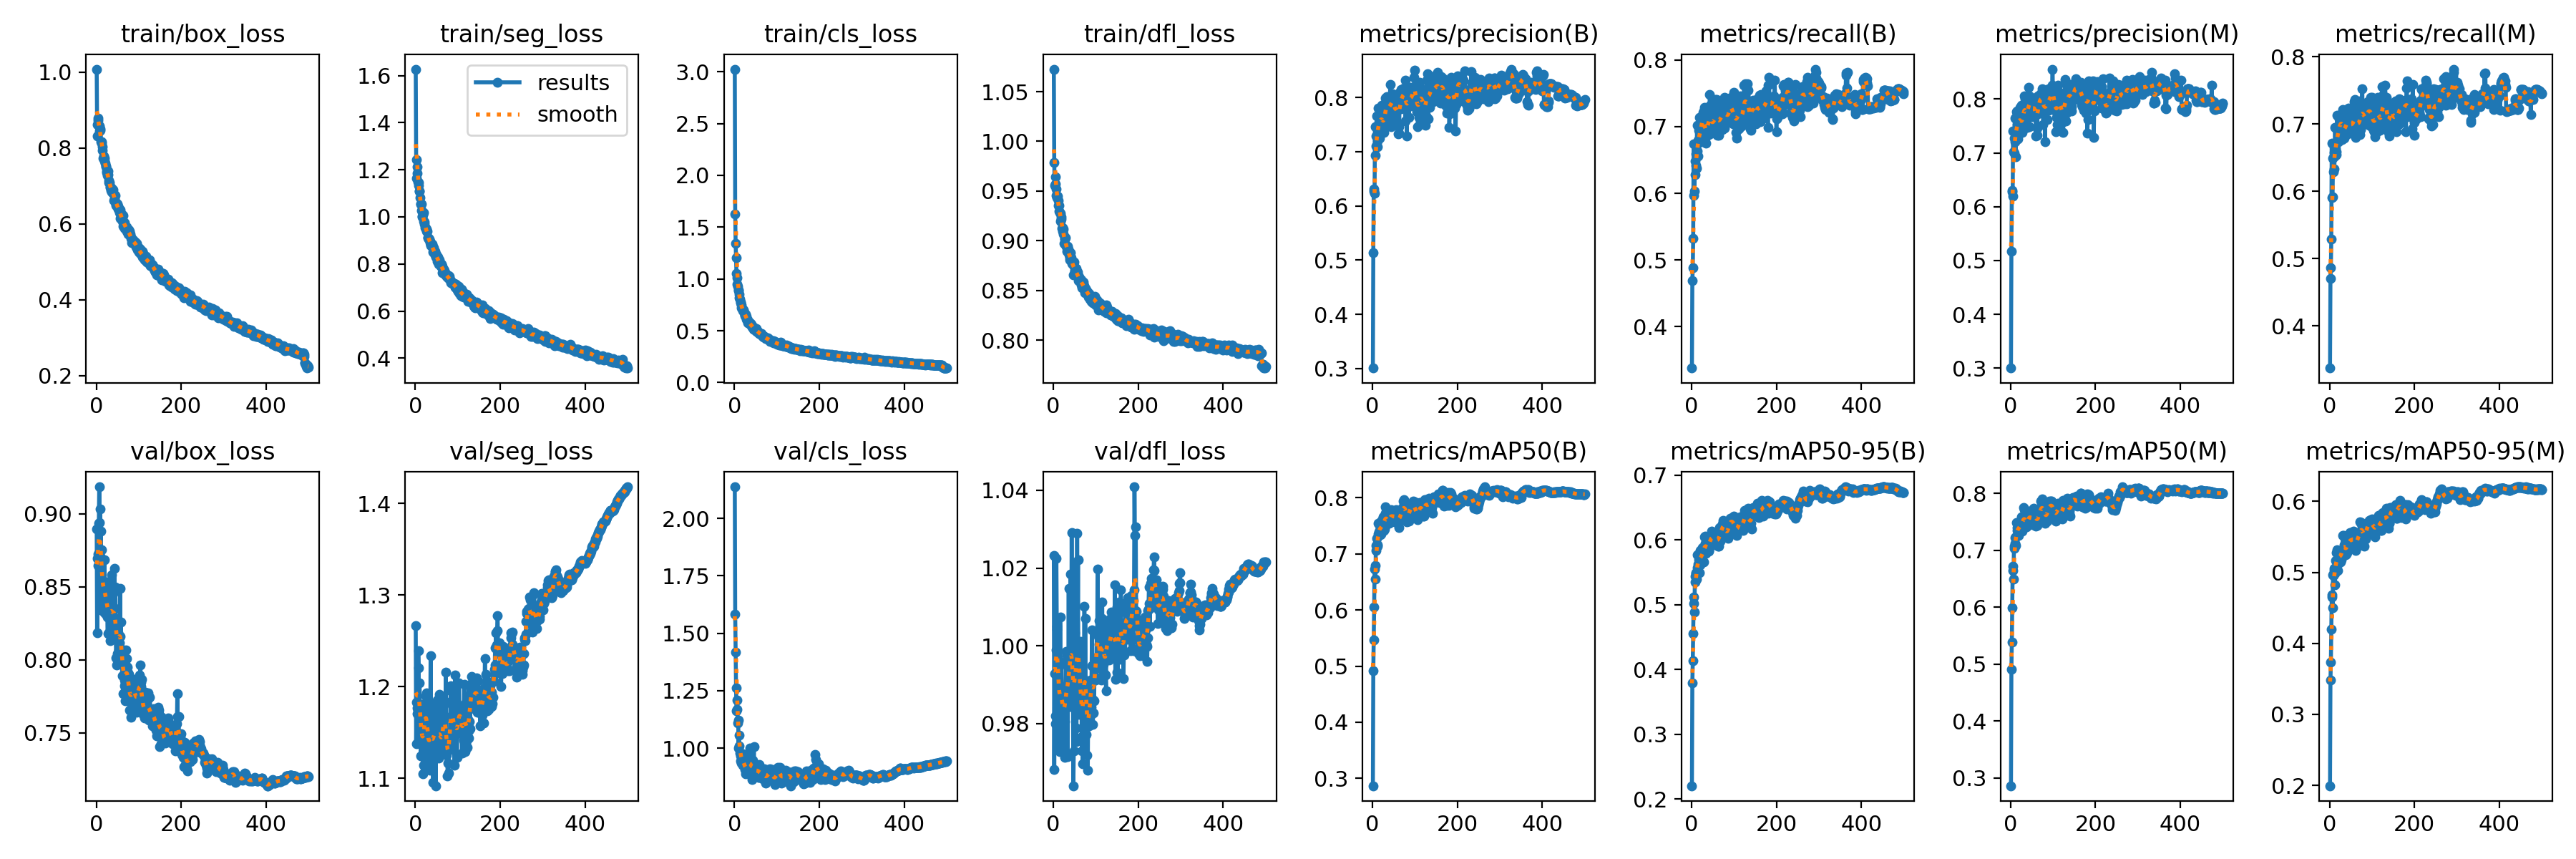 train/box_loss
1.0
0.8
0.6
0.4
0.2
0 200 400
train/seg_loss
results
smooth
1.6
1.4
1.2
1.0
0.8
0.6
0.4
0 200 400
train/cls_loss
3.0
2.5
2.0
1.5
1.0
0.5
0.0
0 200 400
train/dfl_loss
1.05
1.00
0.95
0.90
0.85
0.80
0 200 400
metrics/precision(B)
0.8
0.7
0.6
0.5
0.4
0.3
0 200 400
metrics/recall(B)
0.8
0.7
0.6
0.5
0.4
0 200 400
metrics/precision(M)
0.8
0.7
0.6
0.5
0.4
0.3
0 200 400
metrics/recall(M)
0.8
0.7
0.6
0.5
0.4
0 200 400
val/box_loss
0.90
0.85
0.80
0.75
0 200 400
val/seg_loss
1.4
1.3
1.2
1.1
0 200 400
val/cls_loss
2.00
1.75
1.50
1.25
1.00
0 200 400
val/dfl_loss
1.04
1.02
1.00
0.98
0 200 400
metrics/mAP50(B)
0.8
0.7
0.6
0.5
0.4
0.3
0 200 400
metrics/mAP50-95(B)
0.7
0.6
0.5
0.4
0.3
0.2
0 200 400
metrics/mAP50(M)
0.8
0.7
0.6
0.5
0.4
0.3
0 200 400
metrics/mAP50-95(M)
0.6
0.5
0.4
0.3
0.2
0 200 400